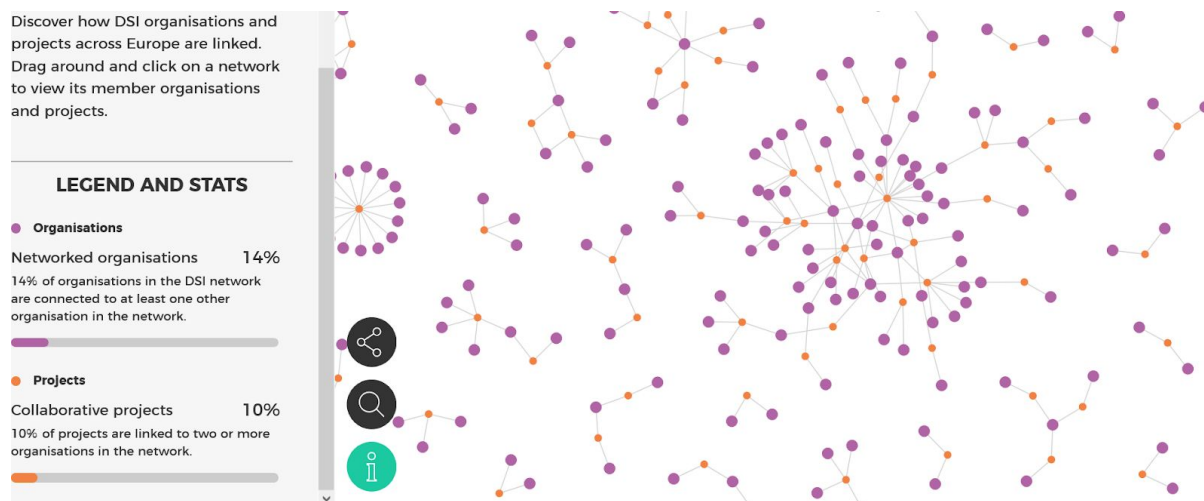 Discover how DSI organisations and
projects across Europe are linked.
Drag around and click on a network
to view its member organisations
and projects.
LEGEND AND STATS
Organisations
Networked organisations 14%
14% of organisations in the DSI network
are connected to at least one other
organisation in the network.
Projects
Collaborative projects 10%
10% of projects are linked to two or more
organisations in the network.